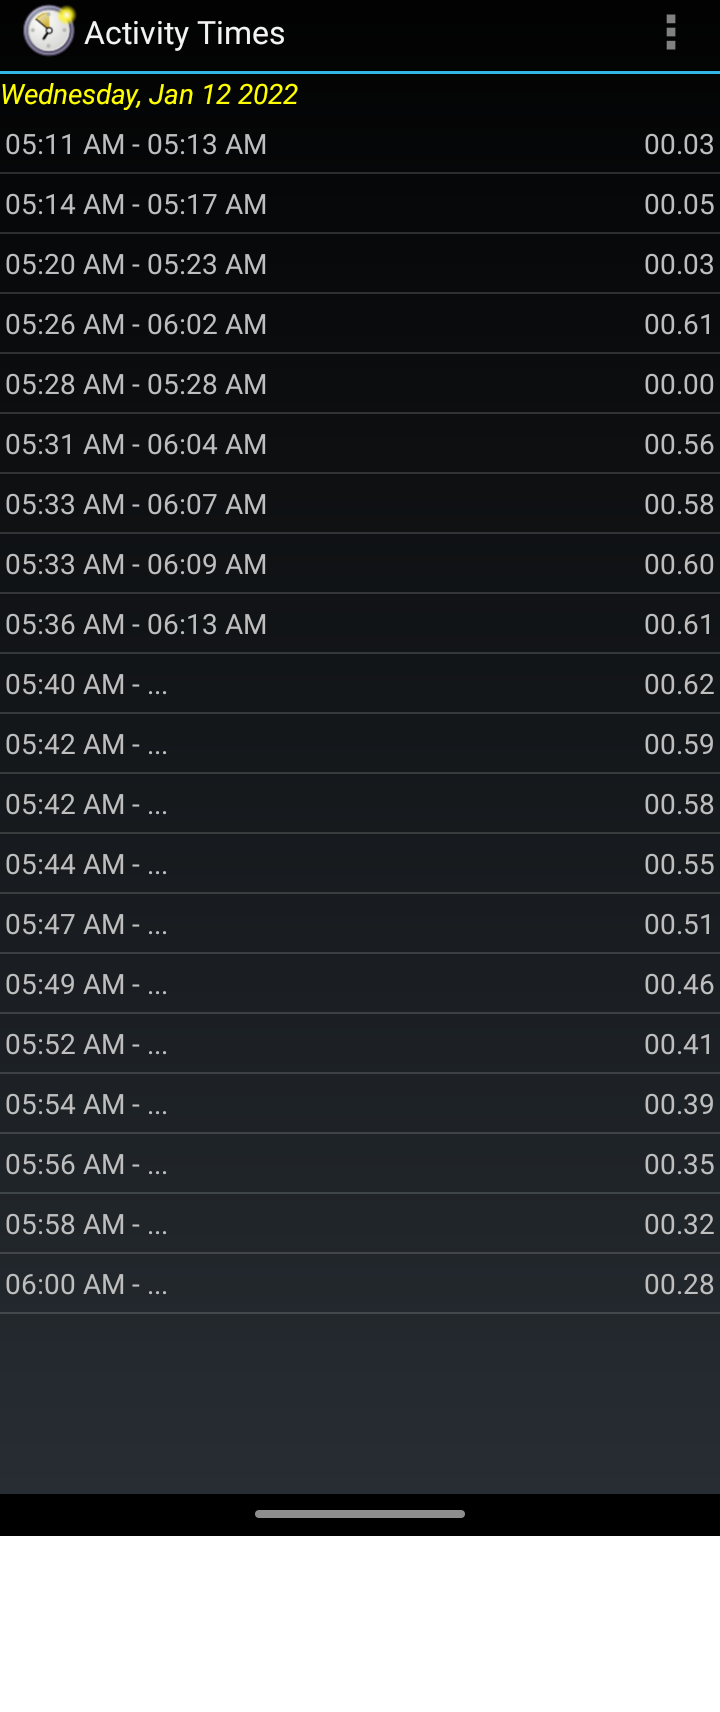 Activity Times
Wednesday, Jan 12 2022
05:11 AM - 05:13 AM 00.03
05:14 AM - 05:17 AM 00.05
05:20 AM - 05:23 AM 00.03
05:26 AM - 06:02 AM 00.61
05:28 AM - 05:28 AM 00.00
05:31 AM - 06:04 AM 00.56
05:33 AM - 06:07 AM 00.58
05:33 AM - 06:09 AM 00.60
05:36 AM - 06:13 AM 00.61
05:40 AM - ... 00.62
05:42 AM - ... 00.59
05:42 AM - ... 00.58
05:44 AM - ... 00.55
05:47 AM - ... 00.51
05:49 AM - ... 00.46
05:52 AM - ... 00.41
05:54 AM - ... 00.39
05:56 AM - ... 00.35
05:58 AM - ... 00.32
06:00 AM - ... 00.28